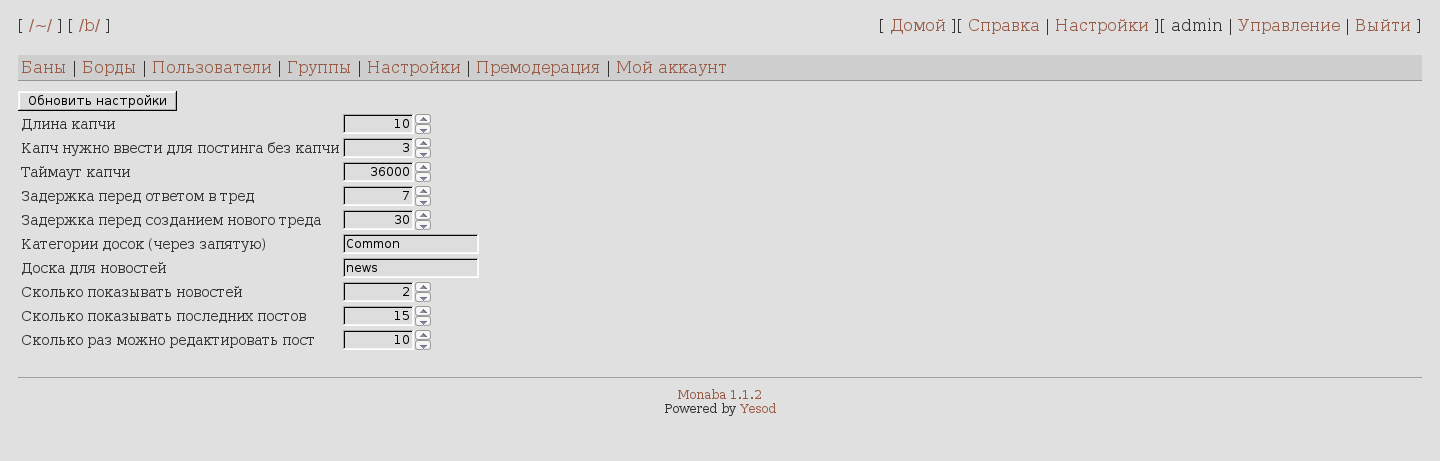 [ /~/ ] [ /b/ ]
[ Домой ][ Справка | Настройки ][ admin | Управление | Выйти ]
Баны | Борды | Пользователи | Группы | Настройки | Премодерация | Мой аккаунт
Обновить настройки
Длина капчи 10
Капч нужно ввести для постинга без капчи 3
Таймаут капчи 36000
Задержка перед ответом в тред 7
Задержка перед созданием нового треда 30
Категории досок (через запятую) Common
Доска для новостей news
Сколько показывать новостей 2
Сколько показывать последних постов 15
Сколько раз можно редактировать пост 10
Monaba 1.1.2
Powered by Yesod